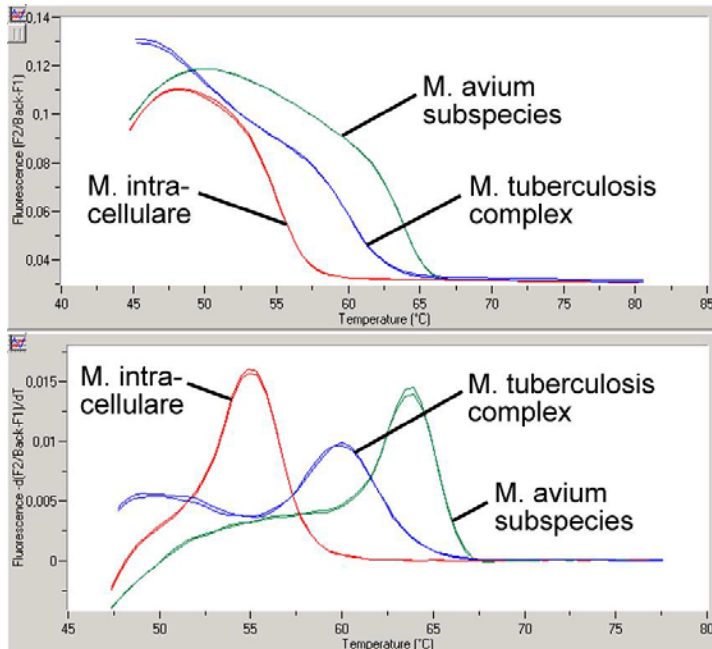 0,14
0,12
0,1
0,08
0,06
0,04
Fluorescence (F2/Back-F1)
M. avium
subspecies
M. intra-
cellulare
M. tuberculosis
complex
40 45 50 55 60 65 70 75 80 85
Temperature (°C)
0,015
0,01
0,005
0
Fluorescence -d(F2/Back-F1)/dT
M. intra-
cellulare
M. tuberculosis
complex
M. avium
subspecies
45 50 55 60 65 70 75 80
Temperature (°C)